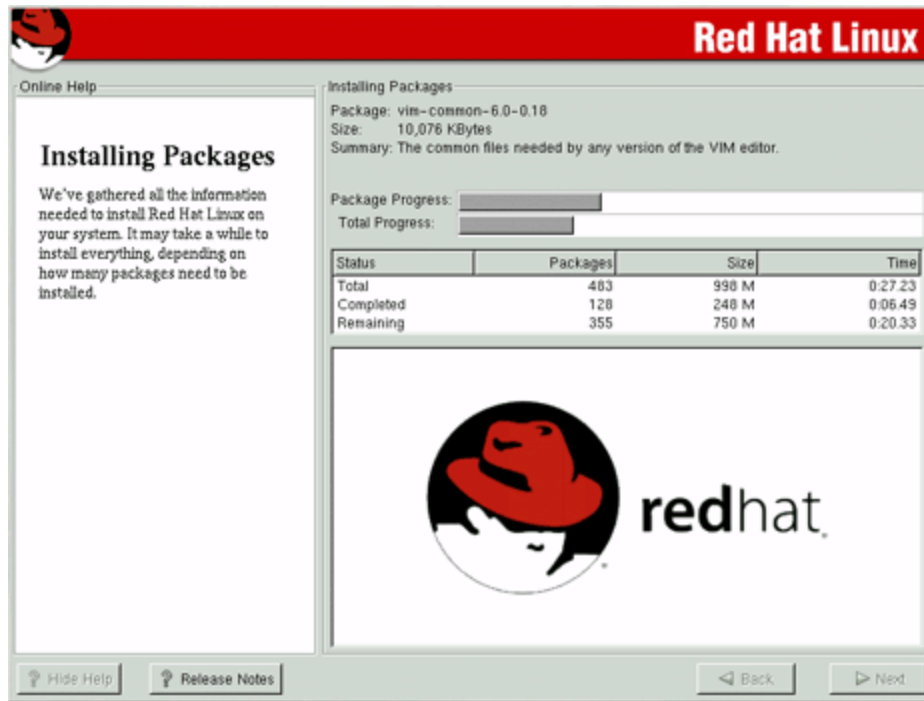 Red Hat Linux
Online Help
Installing Packages
We've gathered all the information
needed to install Red Hat Linux on
your system. It may take a while to
install everything, depending on
how many packages need to be
installed.
Installing Packages
Package: vim-common-6.0-0.18
Size: 10,076 KBytes
Summary: The common files needed by any version of the VIM editor.
Package Progress:
Total Progress:
Status Packages Size Time
Total 483 998 M 0:27.23
Completed 128 248 M 0:06.49
Remaining 355 750 M 0:20.33
redhat.
Hide Help Release Notes Back Next